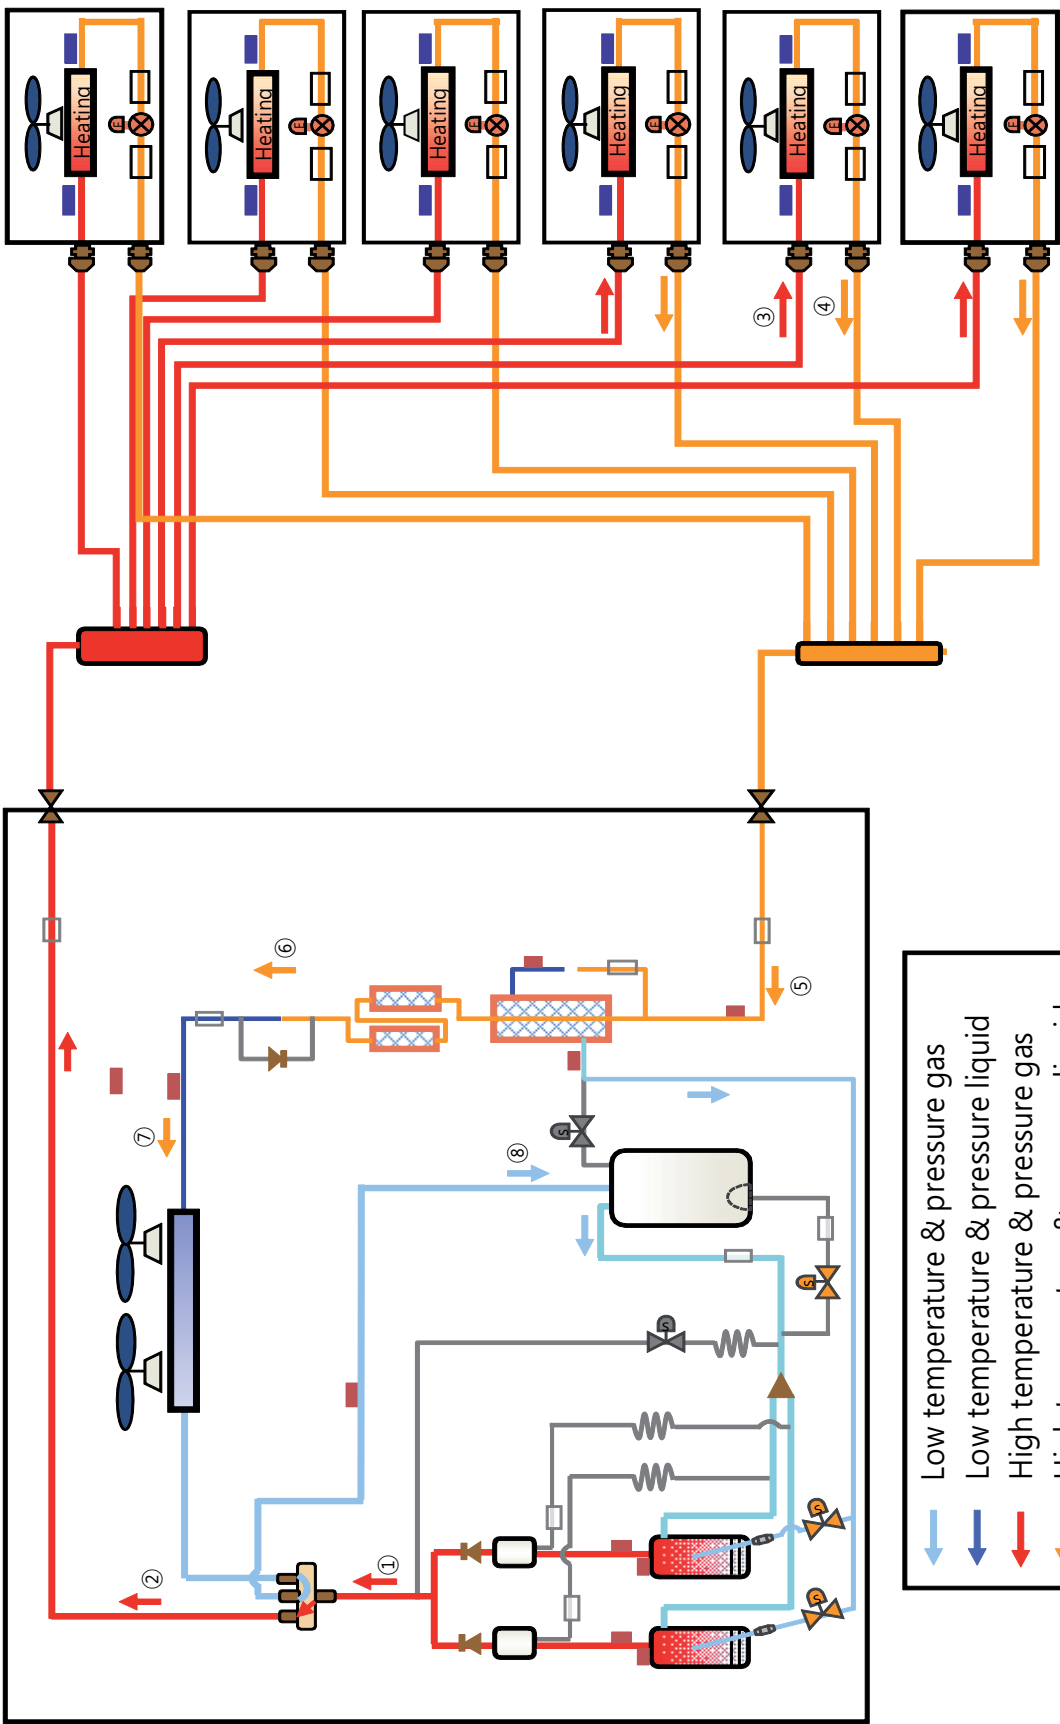 Heating
Heating
Heating
Heating
Heating
Heating
E
E
E
E
E
E
③
④
⑤
⑥
⑦
⑧
①
②
S
S
S
S
S
Low temperature & pressure gas
Low temperature & pressure liquid
High temperature & pressure gas